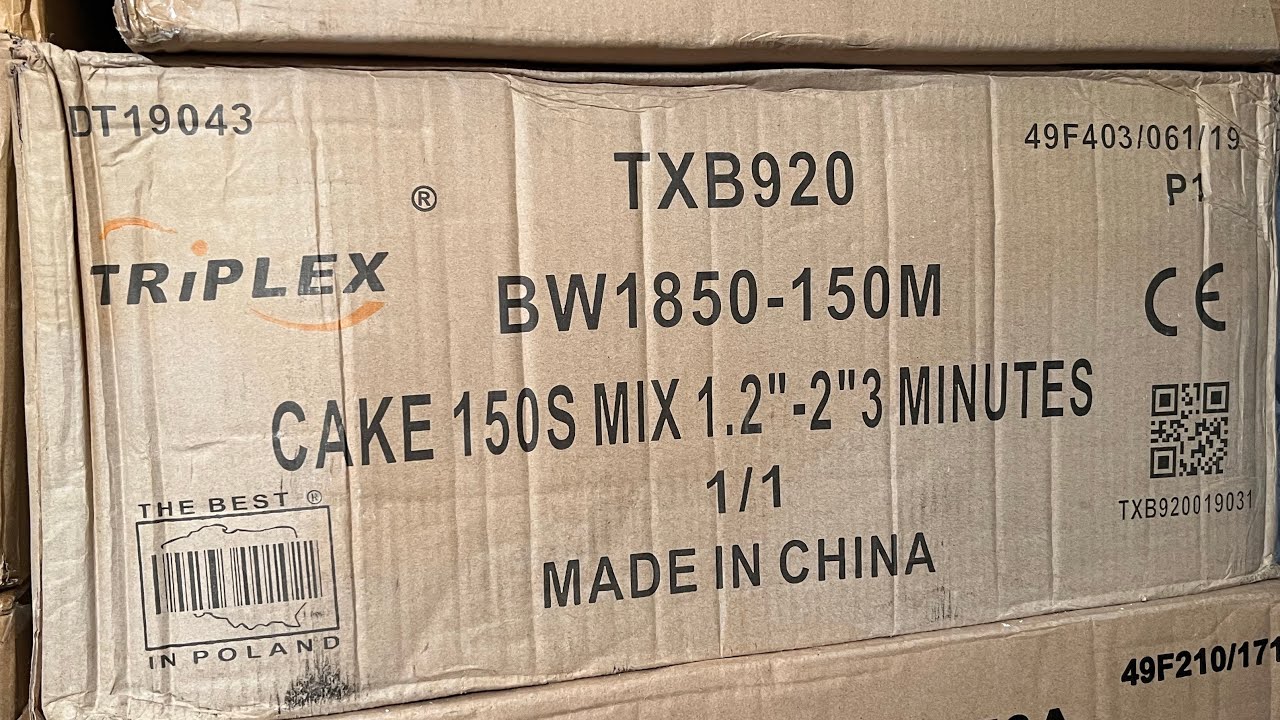 DT19043
49F403/061/19
TXB920
P1
®
TRiPLEX
BW1850-150M
CE
CAKE 150S MIX 1.2"-2"3 MINUTES
1/1
TXB920019031
THE BEST ®
IN POLAND
MADE IN CHINA
49F210/171